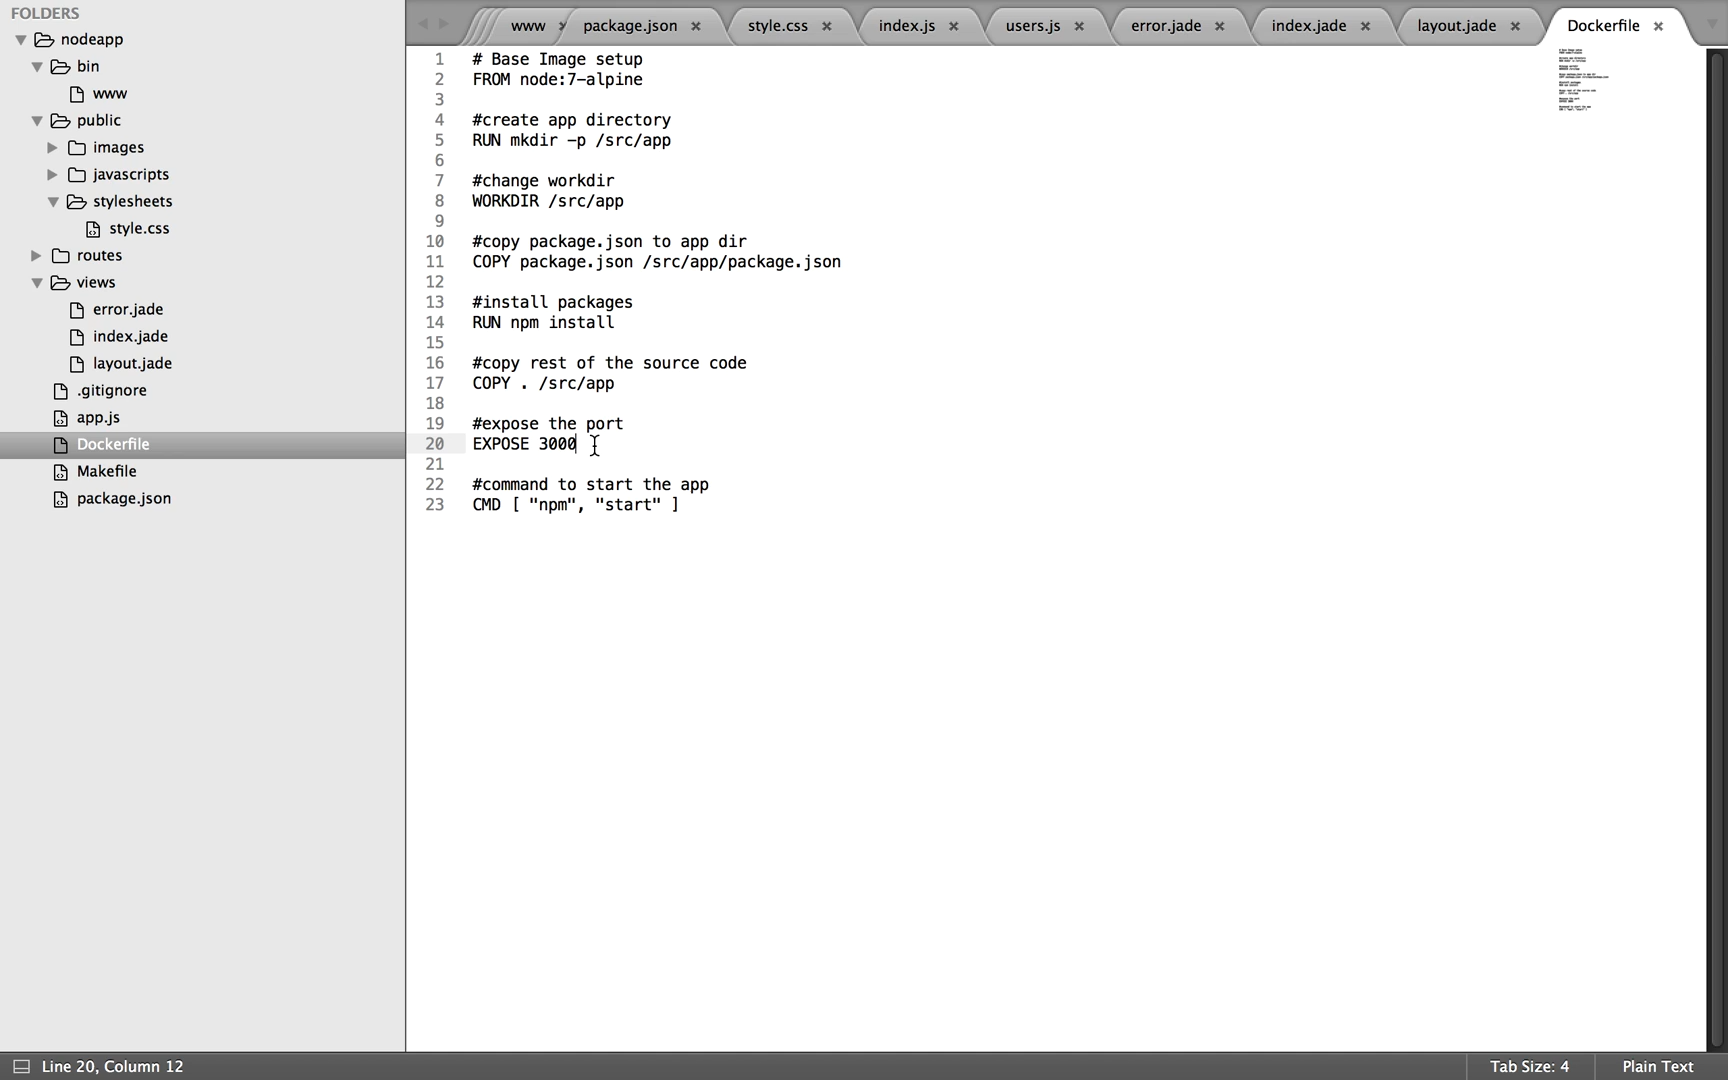 FOLDERS
nodeapp
bin
www
public
images
javascripts
stylesheets
style.css
routes
views
error.jade
index.jade
layout.jade
.gitignore
app.js
Dockerfile
Makefile
package.json
www × package.json × style.css × index.js × users.js × error.jade × index.jade × layout.jade × Dockerfile ×
1 # Base Image setup
2 FROM node:7-alpine
3
4 #create app directory
5 RUN mkdir -p /src/app
6
7 #change workdir
8 WORKDIR /src/app
9
10 #copy package.json to app dir
11 COPY package.json /src/app/package.json
12
13 #install packages
14 RUN npm install
15
16 #copy rest of the source code
17 COPY . /src/app
18
19 #expose the port
20 EXPOSE 3000
21
22 #command to start the app
23 CMD [ "npm", "start" ]
Line 20, Column 12
Tab Size: 4
Plain Text